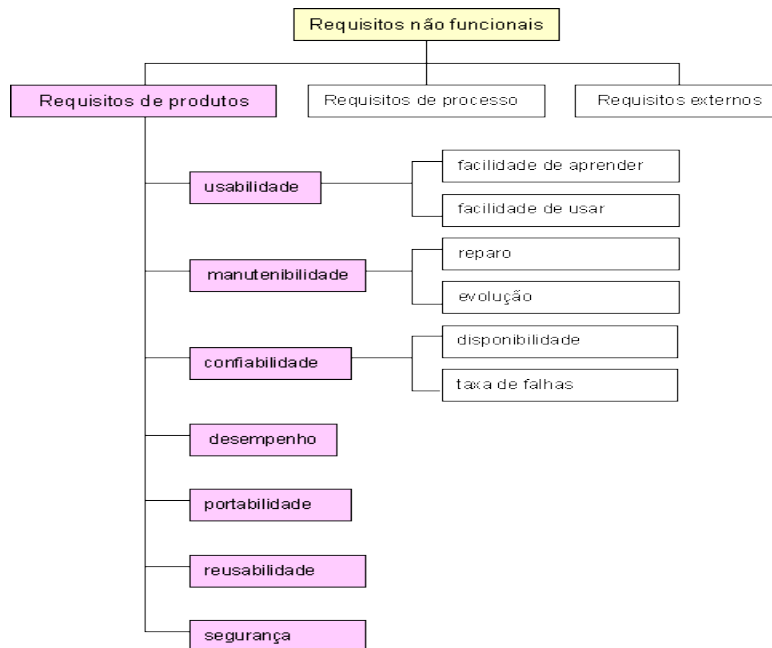 Requisitos não funcionais
Requisitos de produtos
Requisitos de processo
Requisitos externos
usabilidade
facilidade de aprender
facilidade de usar
manutenibilidade
reparo
evolução
confiabilidade
disponibilidade
taxa de falhas
desempenho
portabilidade
reusabilidade
segurança